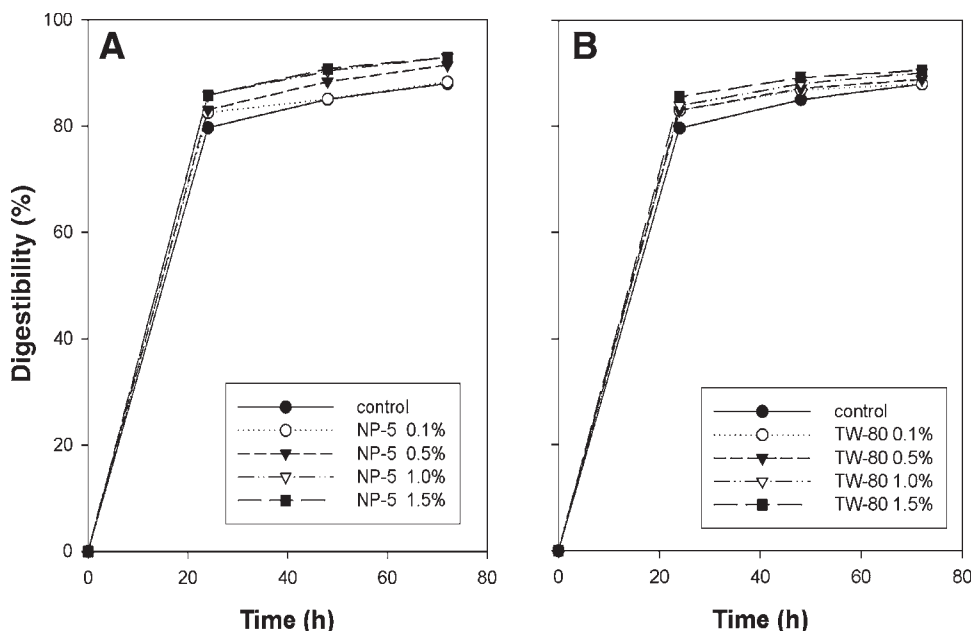 A
B
Digestibility (%)
100
80
60
40
20
0
control
NP-5 0.1%
NP-5 0.5%
NP-5 1.0%
NP-5 1.5%
control
TW-80 0.1%
TW-80 0.5%
TW-80 1.0%
TW-80 1.5%
0 20 40 60 80
0 20 40 60 80
Time (h)
Time (h)